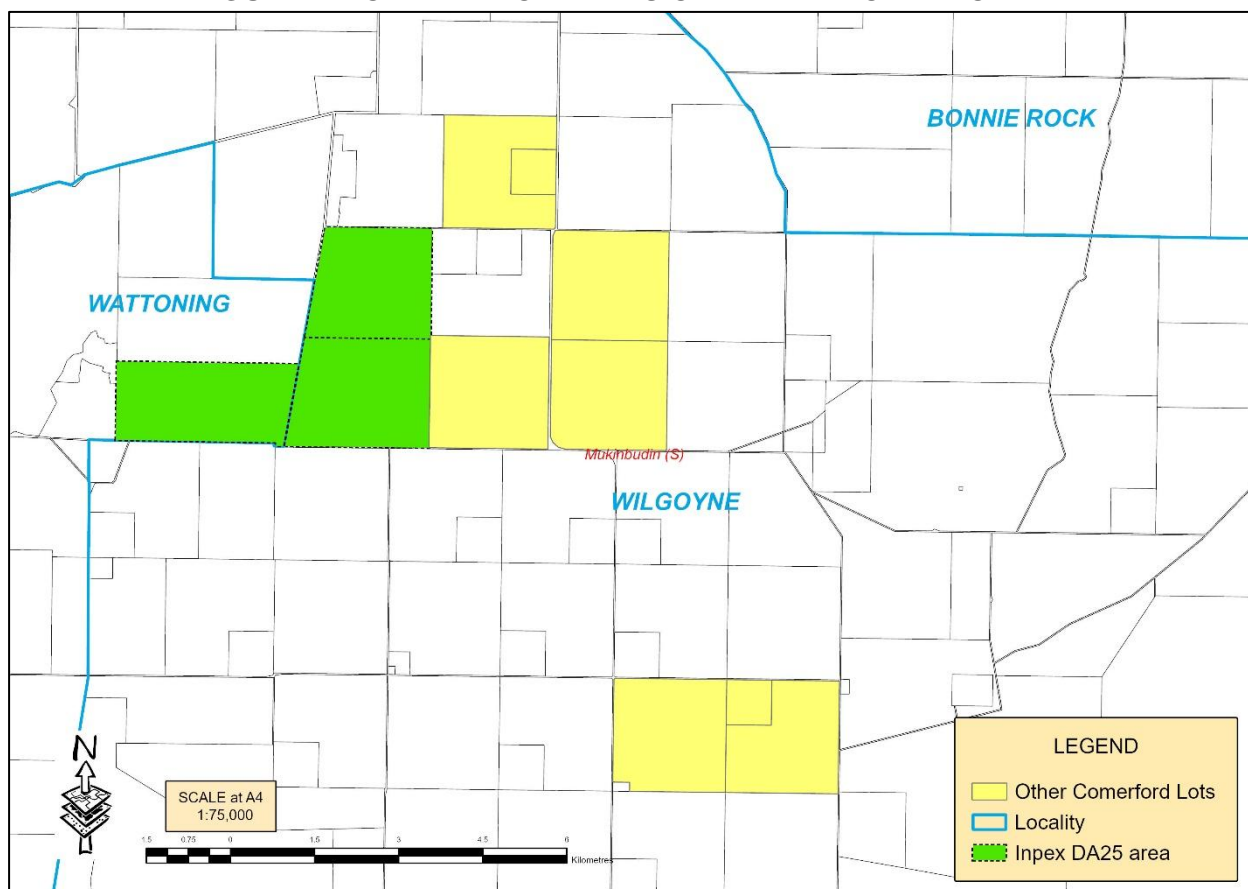 BONNIE ROCK
WATTONING
Mukinbudin (S)
WILGOYNE
N
SCALE at A4
1:75,000
1.5 0.75 0 1.5 3 4.5 6
Kilometres
LEGEND
Other Comerford Lots
Locality
Inpex DA25 area